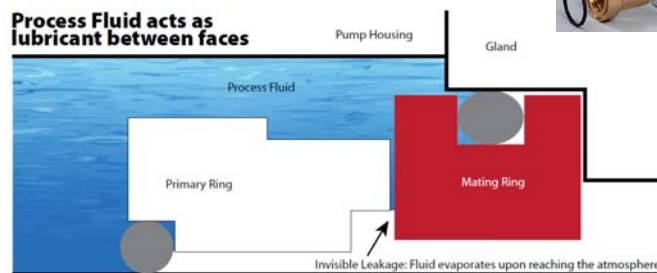 Process Fluid acts as
lubricant between faces
Pump Housing
Gland
Process Fluid
Primary Ring
Mating Ring
Invisible Leakage: Fluid evaporates upon reaching the atmosphere